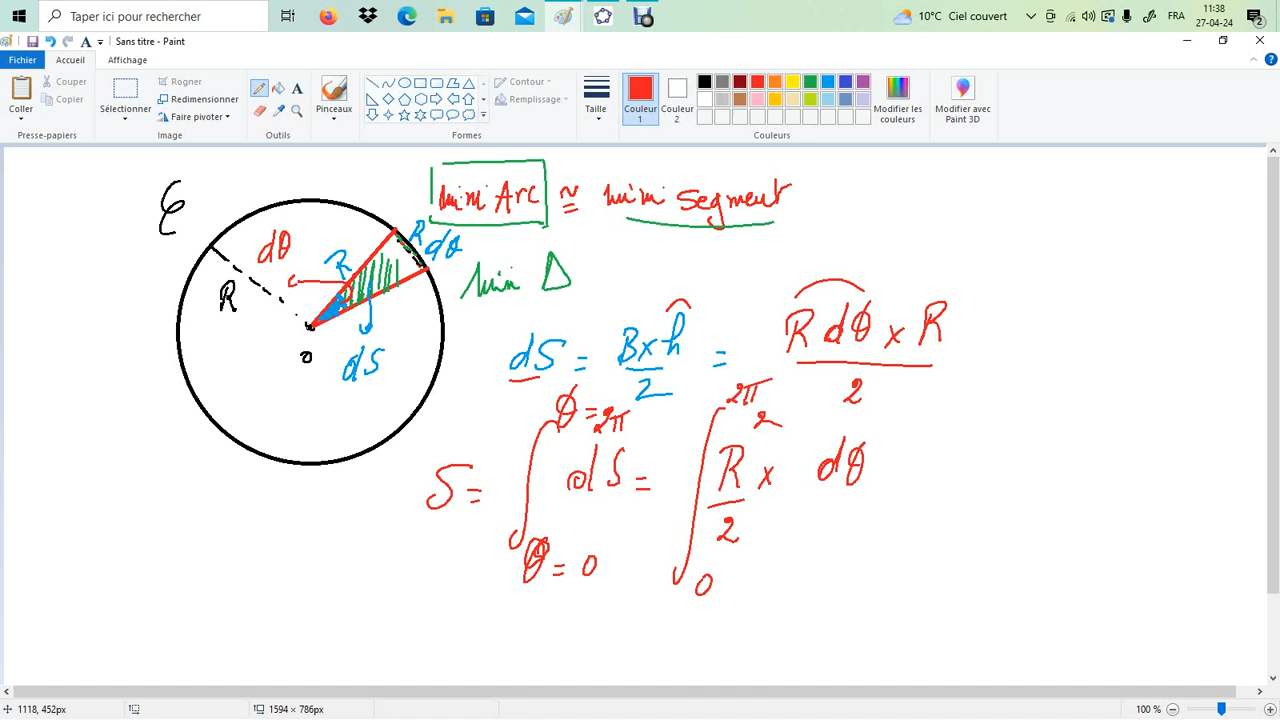 Taper ici pour rechercher
10°C Ciel couvert
FRA
11:38
27-04-24
2
Sans titre - Paint
Fichier Accueil Affichage
Coller
Couper
Copier
Presse-papiers
Sélectionner
Rogner
Redimensionner
Faire pivoter
Image
A
Outils
Pinceaux
Contour
Remplissage
Formes
Taille
Couleur 1
Couleur 2
Modifier les couleurs
Couleurs
Modifier avec Paint 3D
mini Arc ≅ mini segment
dθ
R
R dθ
R
mini Δ
o
dS
dS = B×h/2 = R dθ × R / 2
S = ∫ θ=0 θ=2π dS = ∫ 0 2π R²/2 × dθ
1118, 452px
1594 × 786px
100 %